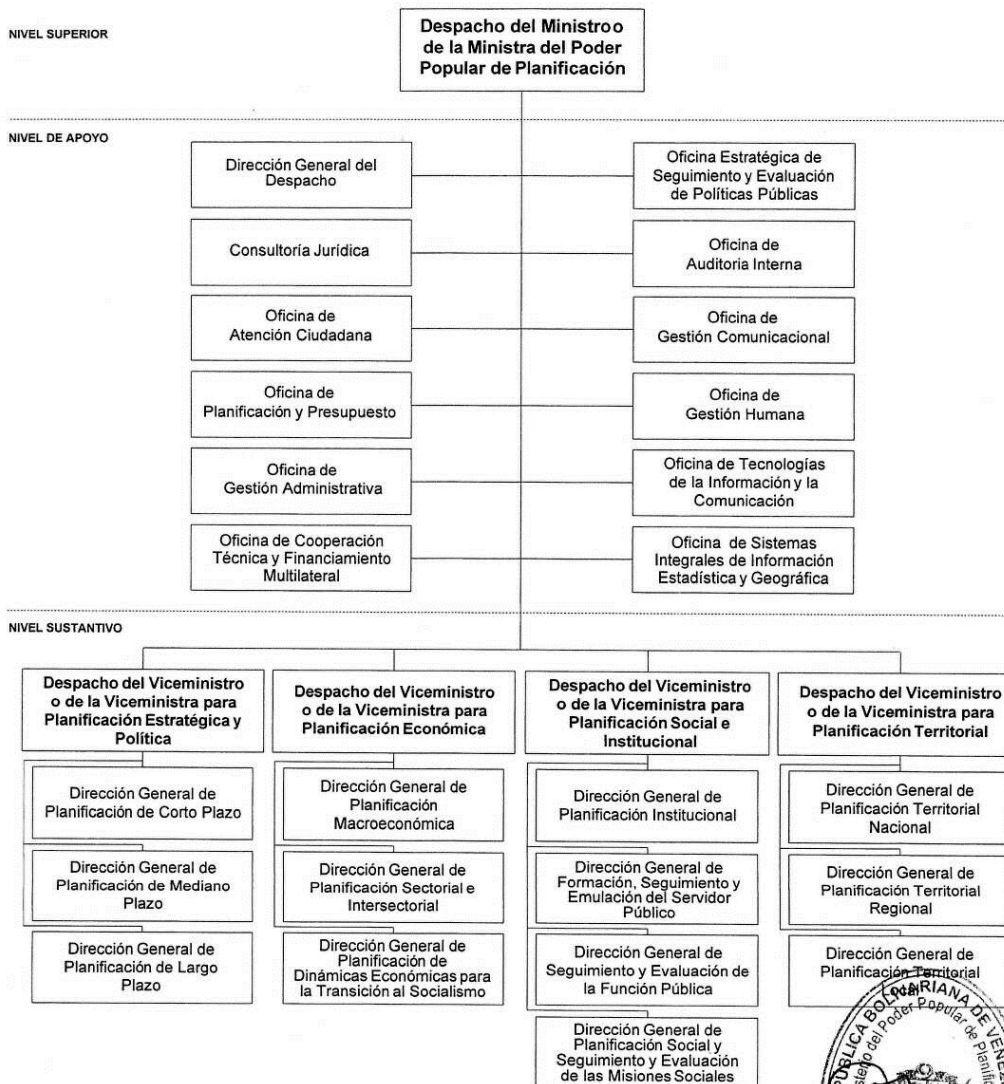 NIVEL SUPERIOR
Despacho del Ministro o
de la Ministra del Poder
Popular de Planificación
NIVEL DE APOYO
Dirección General del
Despacho
Oficina Estratégica de
Seguimiento y Evaluación
de Políticas Públicas
Consultoría Jurídica
Oficina de
Auditoria Interna
Oficina de
Atención Ciudadana
Oficina de
Gestión Comunicacional
Oficina de
Planificación y Presupuesto
Oficina de
Gestión Humana
Oficina de
Gestión Administrativa
Oficina de Tecnologías
de la Información y la
Comunicación
Oficina de Cooperación
Técnica y Financiamiento
Multilateral
Oficina de Sistemas
Integrales de Información
Estadística y Geográfica
NIVEL SUSTANTIVO
Despacho del Viceministro
o de la Viceministra para
Planificación Estratégica y
Política
Dirección General de
Planificación de Corto Plazo
Dirección General de
Planificación de Mediano
Plazo
Dirección General de
Planificación de Largo
Plazo
Despacho del Viceministro
o de la Viceministra para
Planificación Económica
Dirección General de
Planificación
Macroeconómica
Dirección General de
Planificación Sectorial e
Intersectorial
Dirección General de
Planificación de
Dinámicas Económicas para
la Transición al Socialismo
Despacho del Viceministro
o de la Viceministra para
Planificación Social e
Institucional
Dirección General de
Planificación Institucional
Dirección General de
Formación, Seguimiento y
Emulación del Servidor
Público
Dirección General de
Seguimiento y Evaluación de
la Función Pública
Dirección General de
Planificación Social y
Seguimiento y Evaluación
de las Misiones Sociales
Despacho del Viceministro
o de la Viceministra para
Planificación Territorial
Dirección General de
Planificación Territorial
Nacional
Dirección General de
Planificación Territorial
Regional
Dirección General de
Planificación Territorial
BOLIVARIANA DE
del Poder Popular de